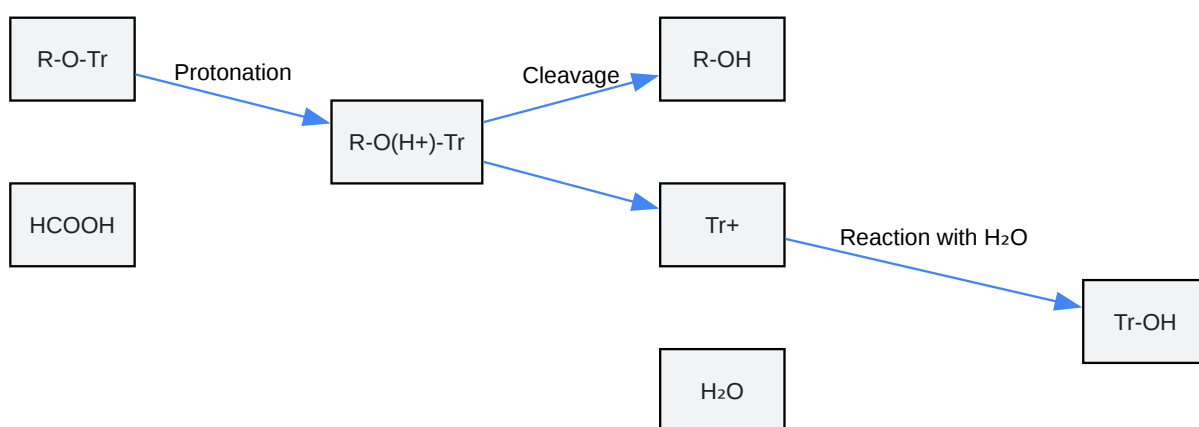 R-O-Tr
Protonation
HCOOH
R-O(H+)-Tr
Cleavage
R-OH
Tr+
Reaction with H₂O
H₂O
Tr-OH